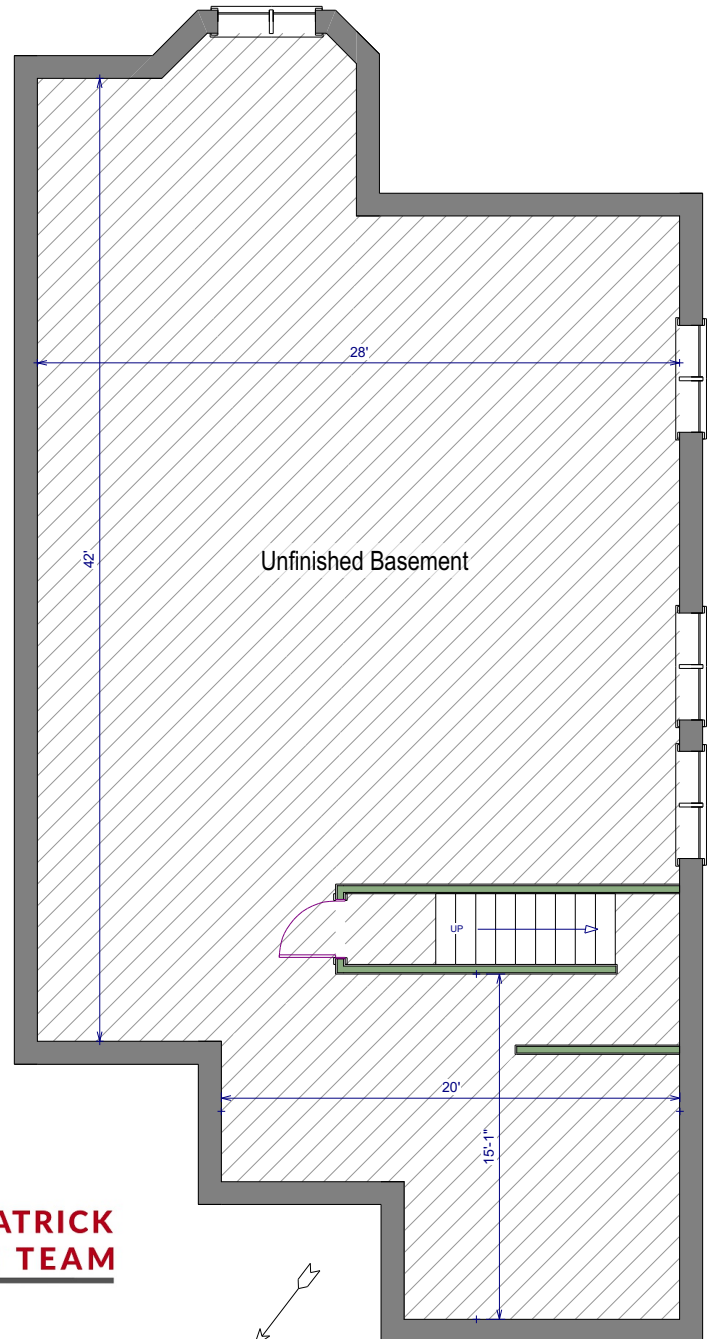 28'
42'
Unfinished Basement
UP
20'
15'-1"
ATRICK
TEAM